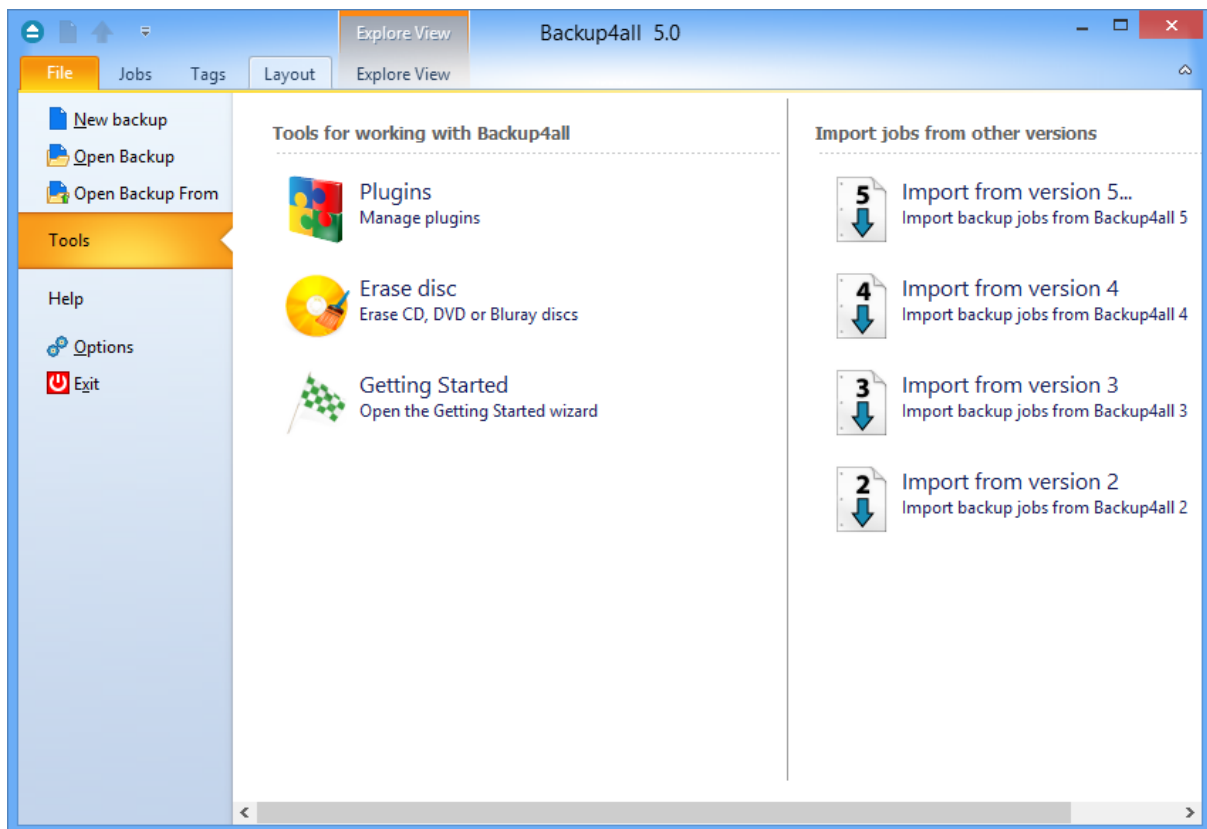 Explore View
Backup4all 5.0
File
Jobs
Tags
Layout
Explore View
New backup
Open Backup
Open Backup From
Tools
Help
Options
Exit
Tools for working with Backup4all
Plugins
Manage plugins
Erase disc
Erase CD, DVD or Bluray discs
Getting Started
Open the Getting Started wizard
Import jobs from other versions
5
Import from version 5...
Import backup jobs from Backup4all 5
4
Import from version 4
Import backup jobs from Backup4all 4
3
Import from version 3
Import backup jobs from Backup4all 3
2
Import from version 2
Import backup jobs from Backup4all 2